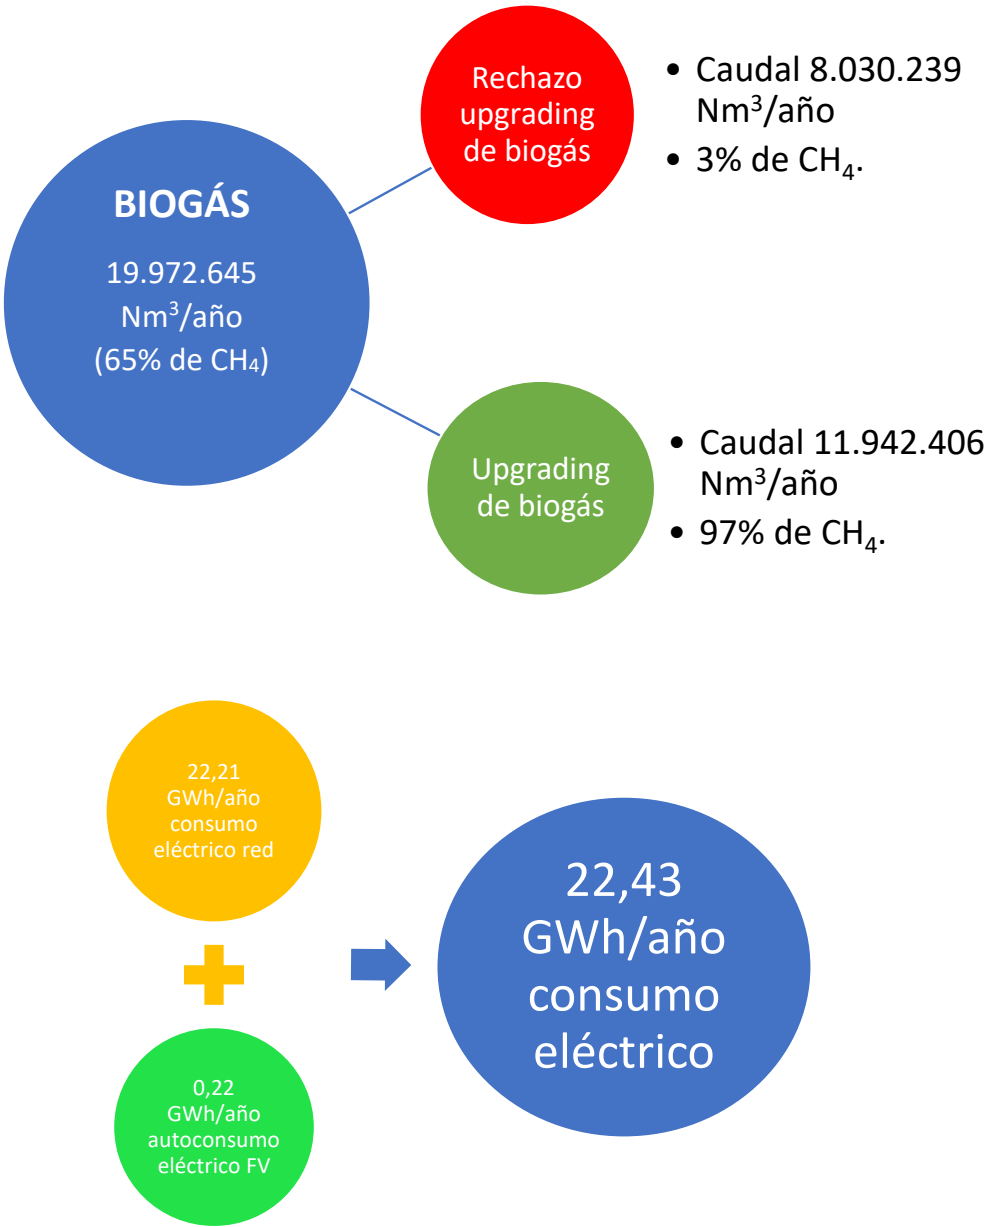 Rechazo
upgrading
de biogás
• Caudal 8.030.239
Nm³/año
• 3% de CH₄.
BIOGÁS
19.972.645
Nm³/año
(65% de CH₄)
Upgrading
de biogás
• Caudal 11.942.406
Nm³/año
• 97% de CH₄.
22,21
GWh/año
consumo
eléctrico red
22,43
GWh/año
consumo
eléctrico
0,22
GWh/año
autoconsumo
eléctrico FV